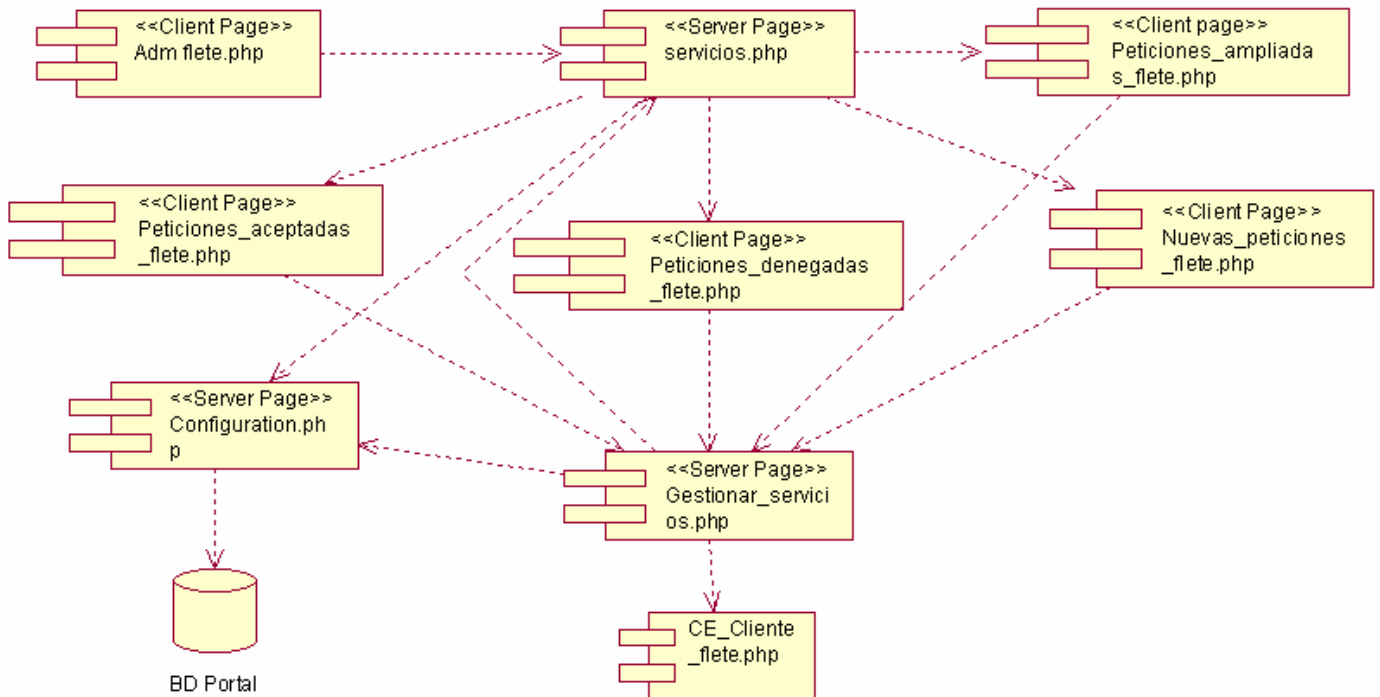 <<Client Page>>
Adm flete.php
<<Server Page>>
servicios.php
<<Client page>>
Peticiones_ampliada
s_flete.php
<<Client Page>>
Peticiones_aceptadas
_flete.php
<<Client Page>>
Peticiones_denegadas
_flete.php
<<Client Page>>
Nuevas_peticiones
_flete.php
<<Server Page>>
Configuration.ph
p
<<Server Page>>
Gestionar_servici
os.php
CE_Cliente
_flete.php
BD Portal